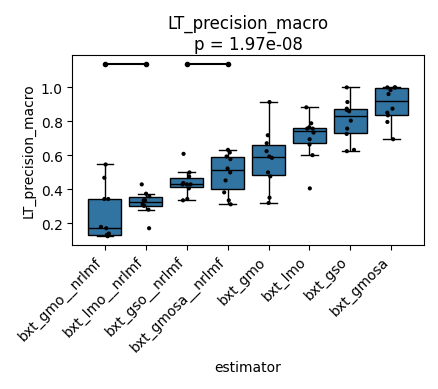 LT_precision_macro
p = 1.97e-08
LT_precision_macro
1.0
0.8
0.6
0.4
0.2
bxt_gmo__nrlmf
bxt_lmo__nrlmf
bxt_gso__nrlmf
bxt_gmosa__nrlmf
bxt_gmo
bxt_lmo
bxt_gso
bxt_gmosa
estimator